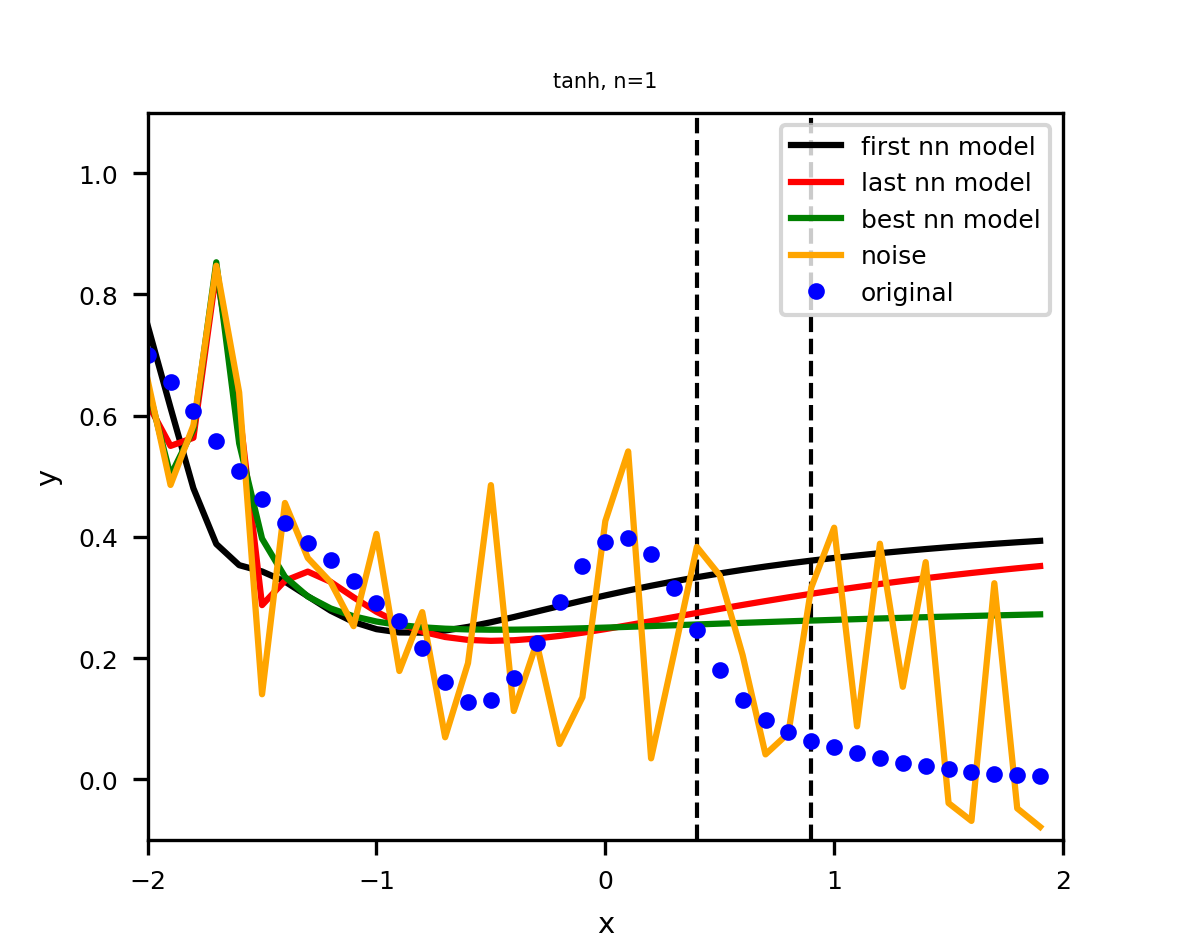 tanh, n=1
first nn model
last nn model
best nn model
noise
original
1.0
0.8
0.6
0.4
0.2
0.0
y
−2
−1
0
1
2
x